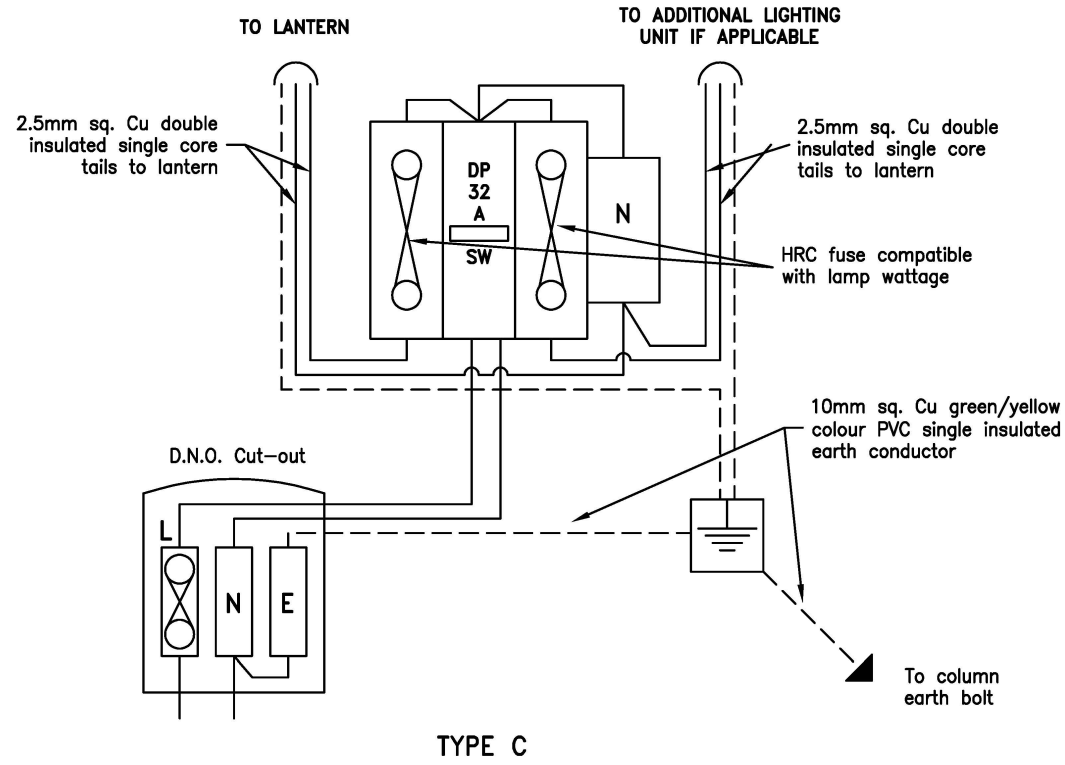 TO LANTERN
TO ADDITIONAL LIGHTING
UNIT IF APPLICABLE
2.5mm sq. Cu double
insulated single core
tails to lantern
2.5mm sq. Cu double
insulated single core
tails to lantern
DP
32
A
SW
N
HRC fuse compatible
with lamp wattage
10mm sq. Cu green/yellow
colour PVC single insulated
earth conductor
D.N.O. Cut-out
L
N
E
To column
earth bolt
TYPE C